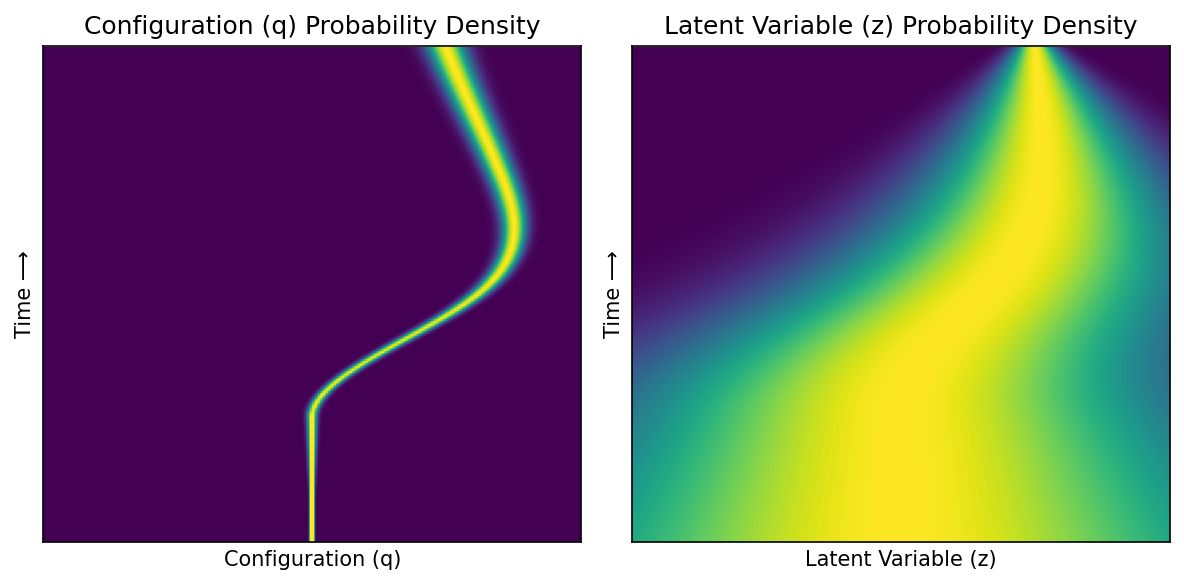 Configuration (q) Probability Density
Latent Variable (z) Probability Density
Time ⟶
Time ⟶
Configuration (q)
Latent Variable (z)